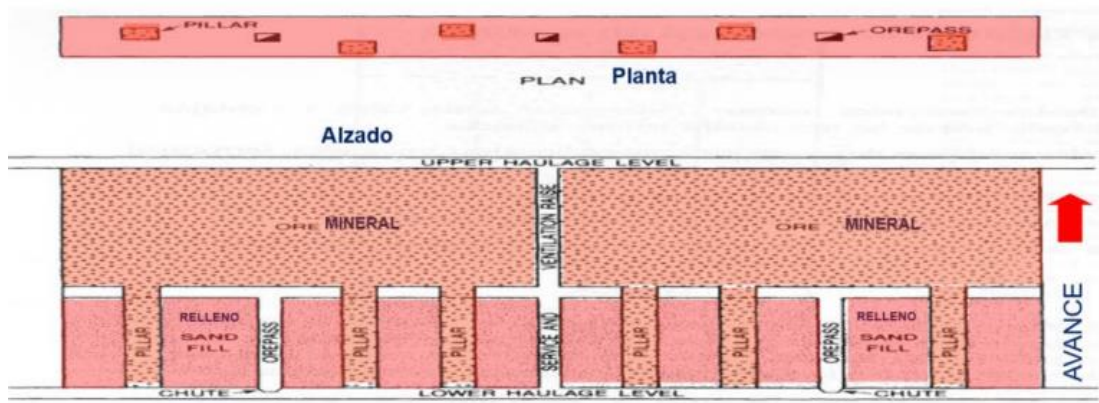 PILLAR
OREPASS
PLAN
Planta
Alzado
UPPER HAULAGE LEVEL
ORE MINERAL
VENTILATION RAISE
ORE MINERAL
AVANCE
PILLAR
RELLENO
SAND
FILL
OREPASS
PILLAR
PILLAR
SERVICE AND
PILLAR
PILLAR
OREPASS
RELLENO
SAND
FILL
PILLAR
CHUTE
LOWER HAULAGE LEVEL
CHUTE